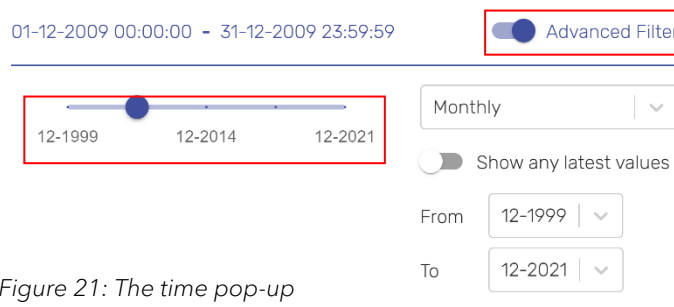 01-12-2009 00:00:00 - 31-12-2009 23:59:59
Advanced Filter
12-1999 12-2014 12-2021
Monthly
Show any latest values
From 12-1999
To 12-2021
Figure 21: The time pop-up